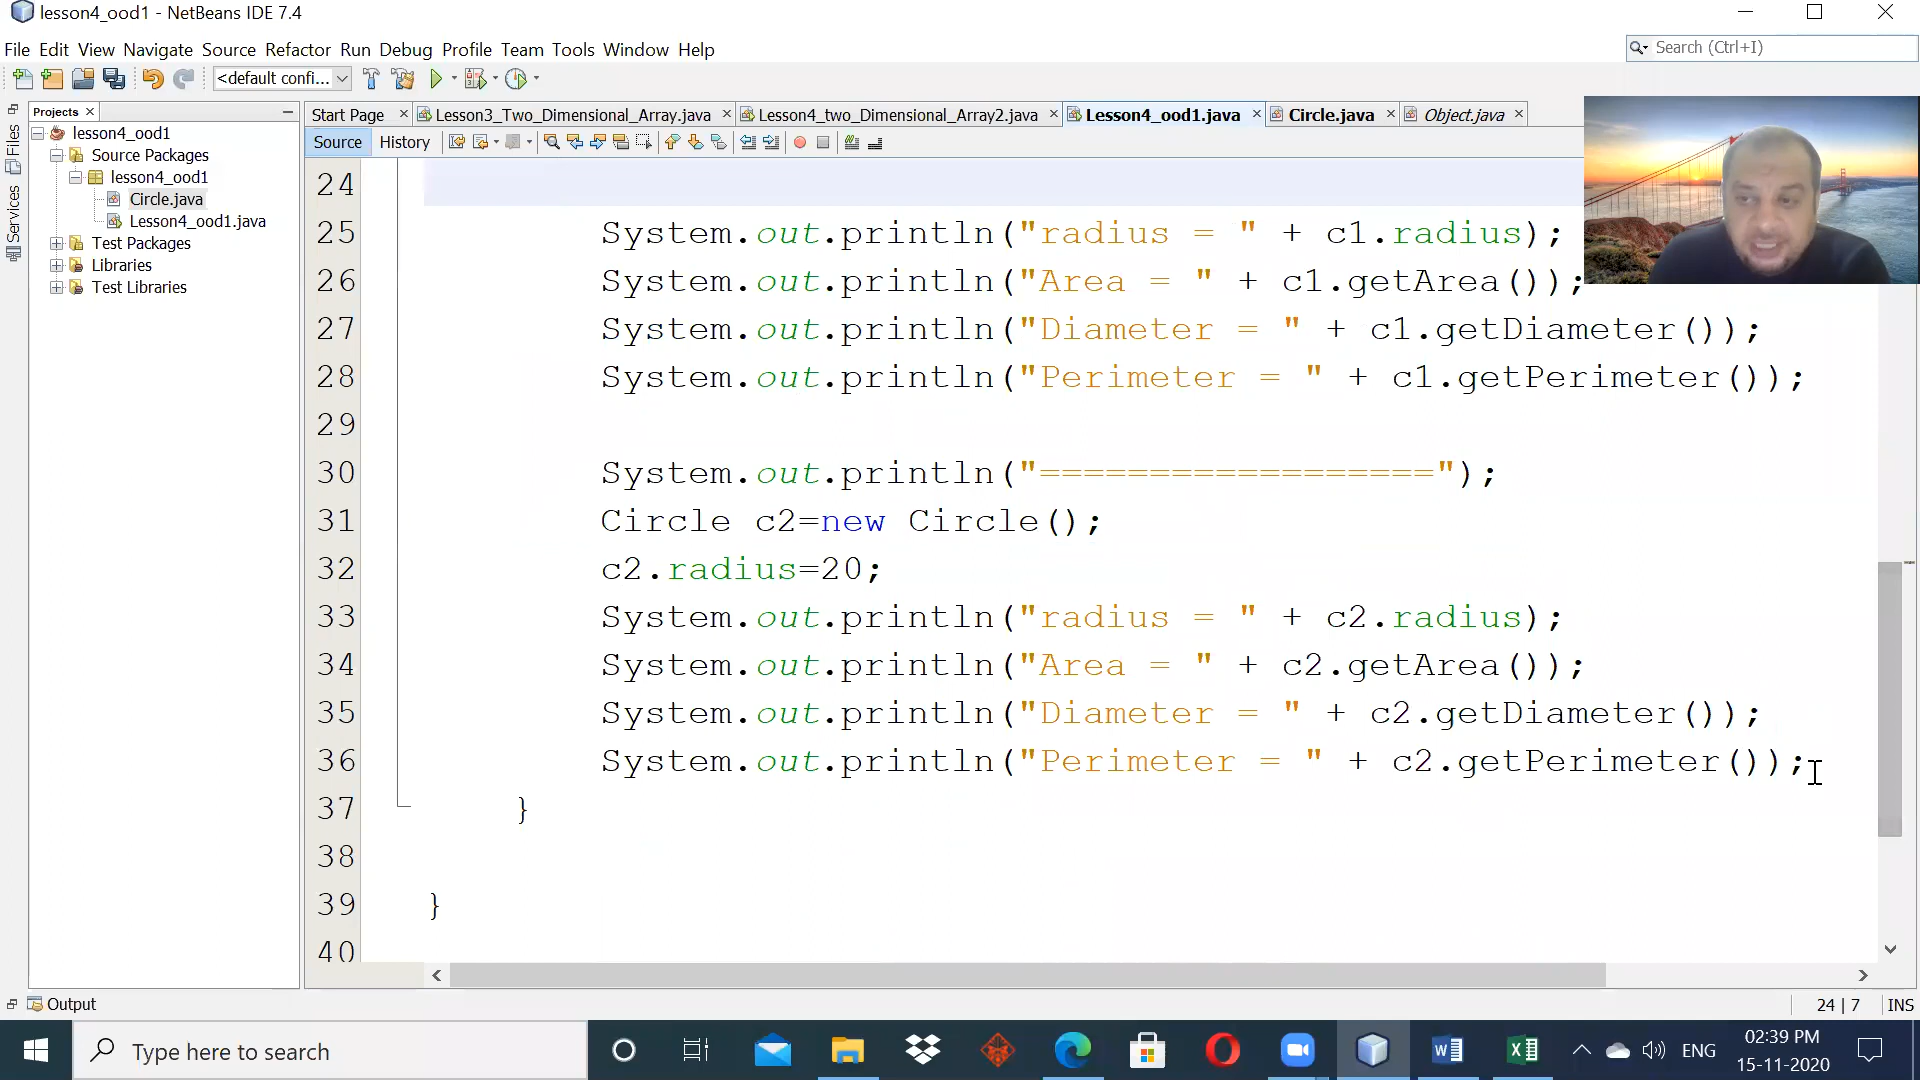 lesson4_ood1 - NetBeans IDE 7.4
File Edit View Navigate Source Refactor Run Debug Profile Team Tools Window Help
Search (Ctrl+I)
<default confi...
Projects
Start Page
Lesson3_Two_Dimensional_Array.java
Lesson4_two_Dimensional_Array2.java
Lesson4_ood1.java
Circle.java
Object.java
Files
Services
lesson4_ood1
Source Packages
lesson4_ood1
Circle.java
Lesson4_ood1.java
Test Packages
Libraries
Test Libraries
Source History
24
25 System.out.println("radius = " + c1.radius);
26 System.out.println("Area = " + c1.getArea());
27 System.out.println("Diameter = " + c1.getDiameter());
28 System.out.println("Perimeter = " + c1.getPerimeter());
29
30 System.out.println("==================");
31 Circle c2=new Circle();
32 c2.radius=20;
33 System.out.println("radius = " + c2.radius);
34 System.out.println("Area = " + c2.getArea());
35 System.out.println("Diameter = " + c2.getDiameter());
36 System.out.println("Perimeter = " + c2.getPerimeter());
37 }
38
39 }
40
Output
24 | 7 INS
Type here to search
ENG
02:39 PM
15-11-2020